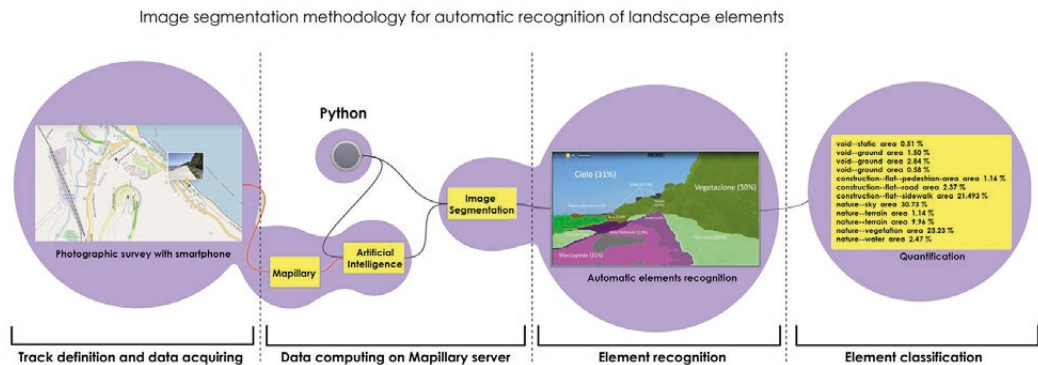 Image segmentation methodology for automatic recognition of landscape elements
Photographic survey with smartphone
Python
Mapillary
Artificial
Intelligence
Image
Segmentation
Cielo (31%)
Vegetazione (30%)
Marciapiede (21%)
Automatic elements recognition
void--static area 0.51 %
void--ground area 1.50 %
void--ground area 2.84 %
void--ground area 0.58 %
construction--flat--pedestrian-area 1.16 %
construction--flat--road area 2.37 %
construction--flat--sidewalk area 21.493 %
nature--sky area 30.73 %
nature--terrain area 1.14 %
nature--terrain area 9.96 %
nature--vegetation area 23.23 %
nature--water area 2.47 %
Quantification
Track definition and data acquiring
Data computing on Mapillary server
Element recognition
Element classification